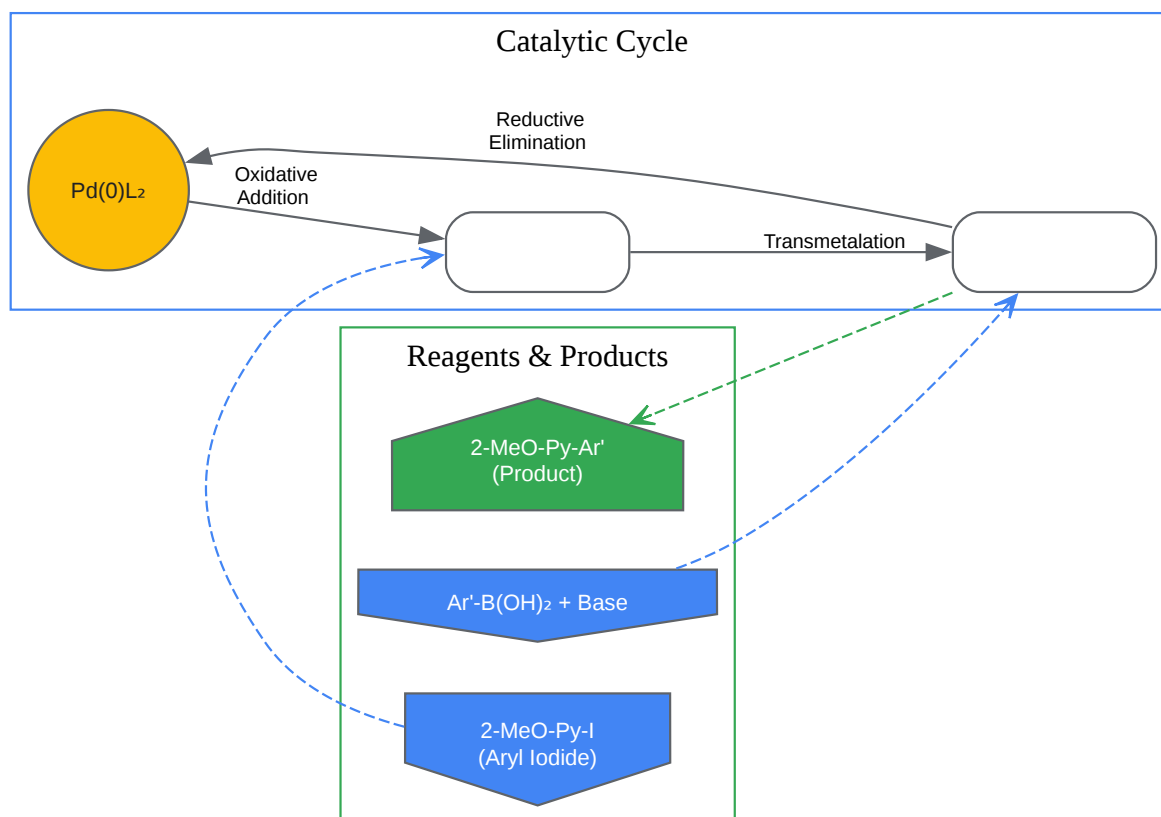 Catalytic Cycle
Reductive
Elimination
Oxidative
Addition
Pd(0)L₂
Transmetalation
Reagents & Products
2-MeO-Py-Ar'
(Product)
Ar'-B(OH)₂ + Base
2-MeO-Py-I
(Aryl Iodide)